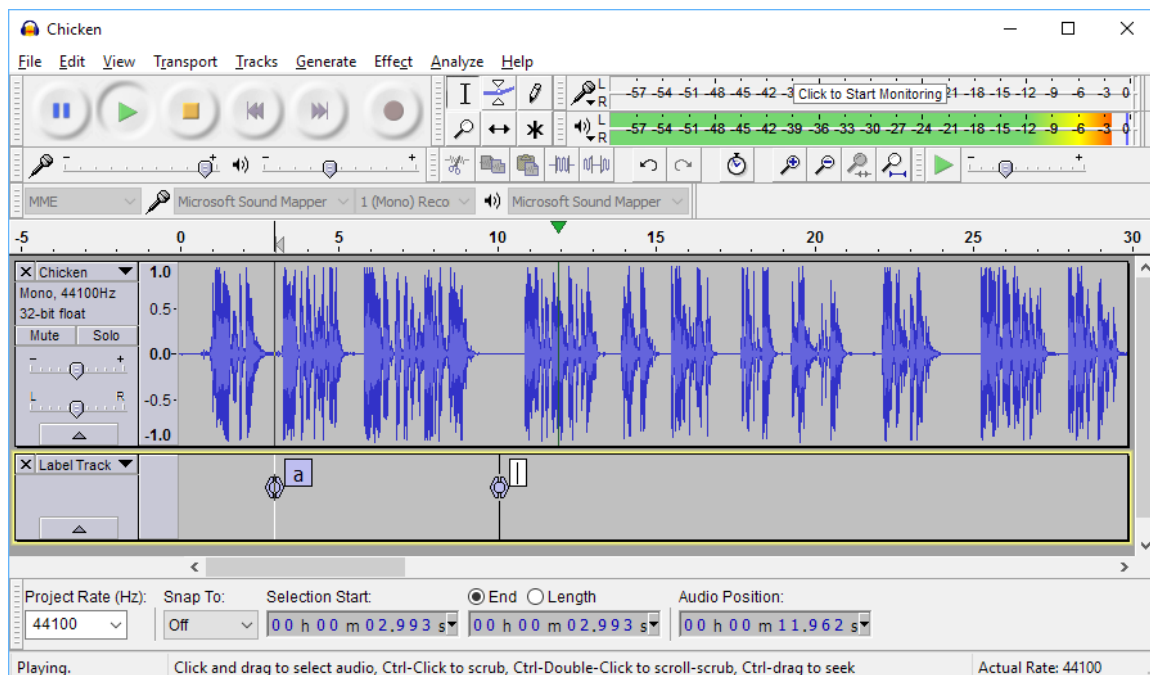 Chicken
File Edit View Transport Tracks Generate Effect Analyze Help
L R -57 -54 -51 -48 -45 -42 -3 Click to Start Monitoring 21 -18 -15 -12 -9 -6 -3 0
L R -57 -54 -51 -48 -45 -42 -39 -36 -33 -30 -27 -24 -21 -18 -15 -12 -9 -6 -3 0
- + - + - +
MME Microsoft Sound Mapper 1 (Mono) Reco Microsoft Sound Mapper
-5 0 5 10 15 20 25 30
X Chicken 1.0
Mono, 44100Hz
32-bit float 0.5
Mute Solo
- + 0.0
L R -0.5
-1.0
X Label Track
a
Project Rate (Hz): Snap To: Selection Start: End Length Audio Position:
44100 Off 00 h 00 m 02.993 s 00 h 00 m 02.993 s 00 h 00 m 11.962 s
Playing. Click and drag to select audio, Ctrl-Click to scrub, Ctrl-Double-Click to scroll-scrub, Ctrl-drag to seek Actual Rate: 44100